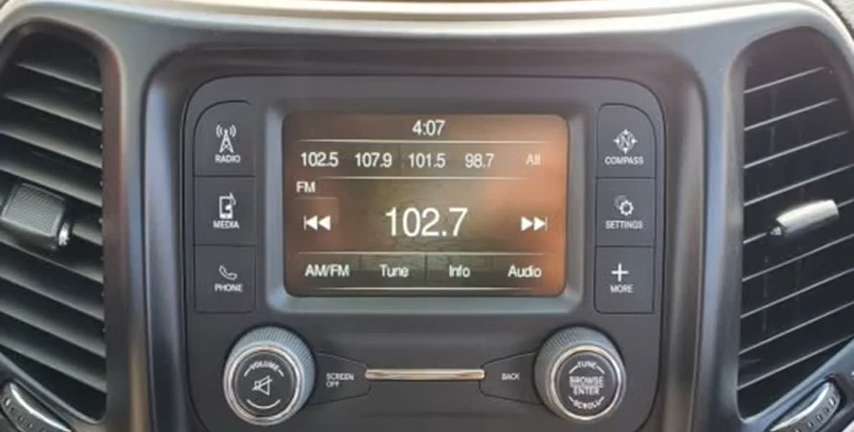 4:07
102.5 107.9 101.5 98.7 All
FM
102.7
AM/FM Tune Info Audio
RADIO
MEDIA
PHONE
N
COMPASS
SETTINGS
MORE
VOLUME
SCREEN
OFF
BACK
TUNE
BROWSE
ENTER
SCROLL